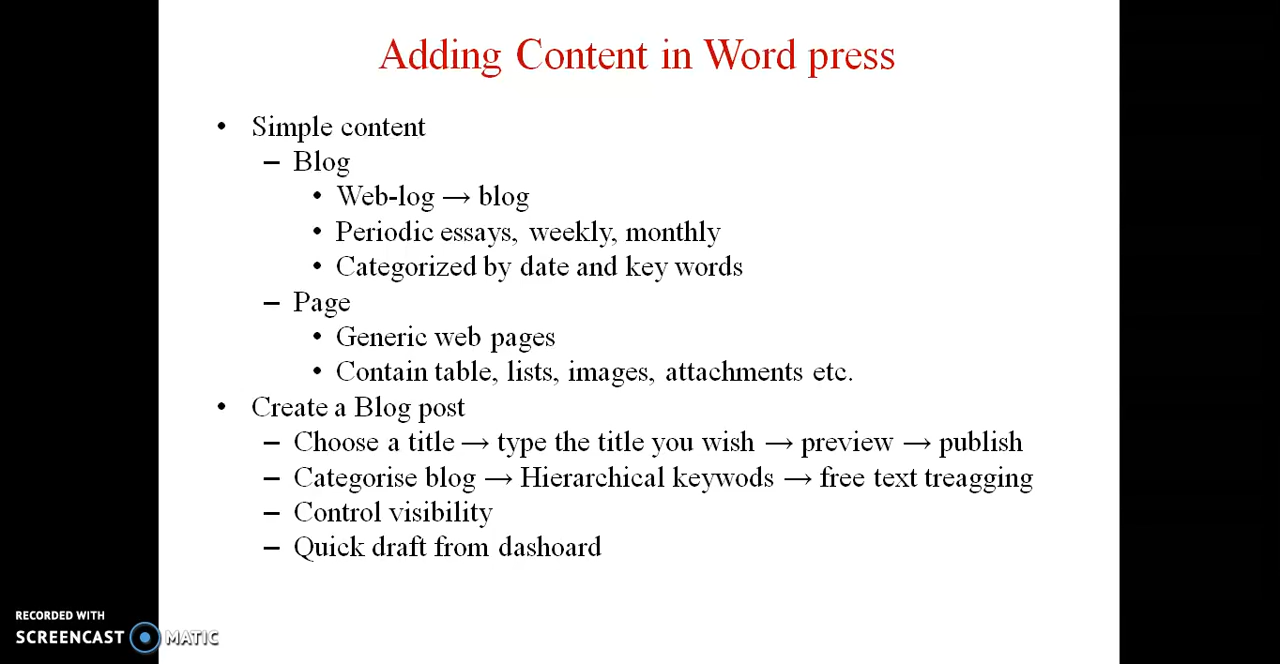 Adding Content in Word press
• Simple content
– Blog
• Web-log → blog
• Periodic essays, weekly, monthly
• Categorized by date and key words
– Page
• Generic web pages
• Contain table, lists, images, attachments etc.
• Create a Blog post
– Choose a title → type the title you wish → preview → publish
– Categorise blog → Hierarchical keywods → free text treagging
– Control visibility
– Quick draft from dashoard
RECORDED WITH
SCREENCAST MATIC